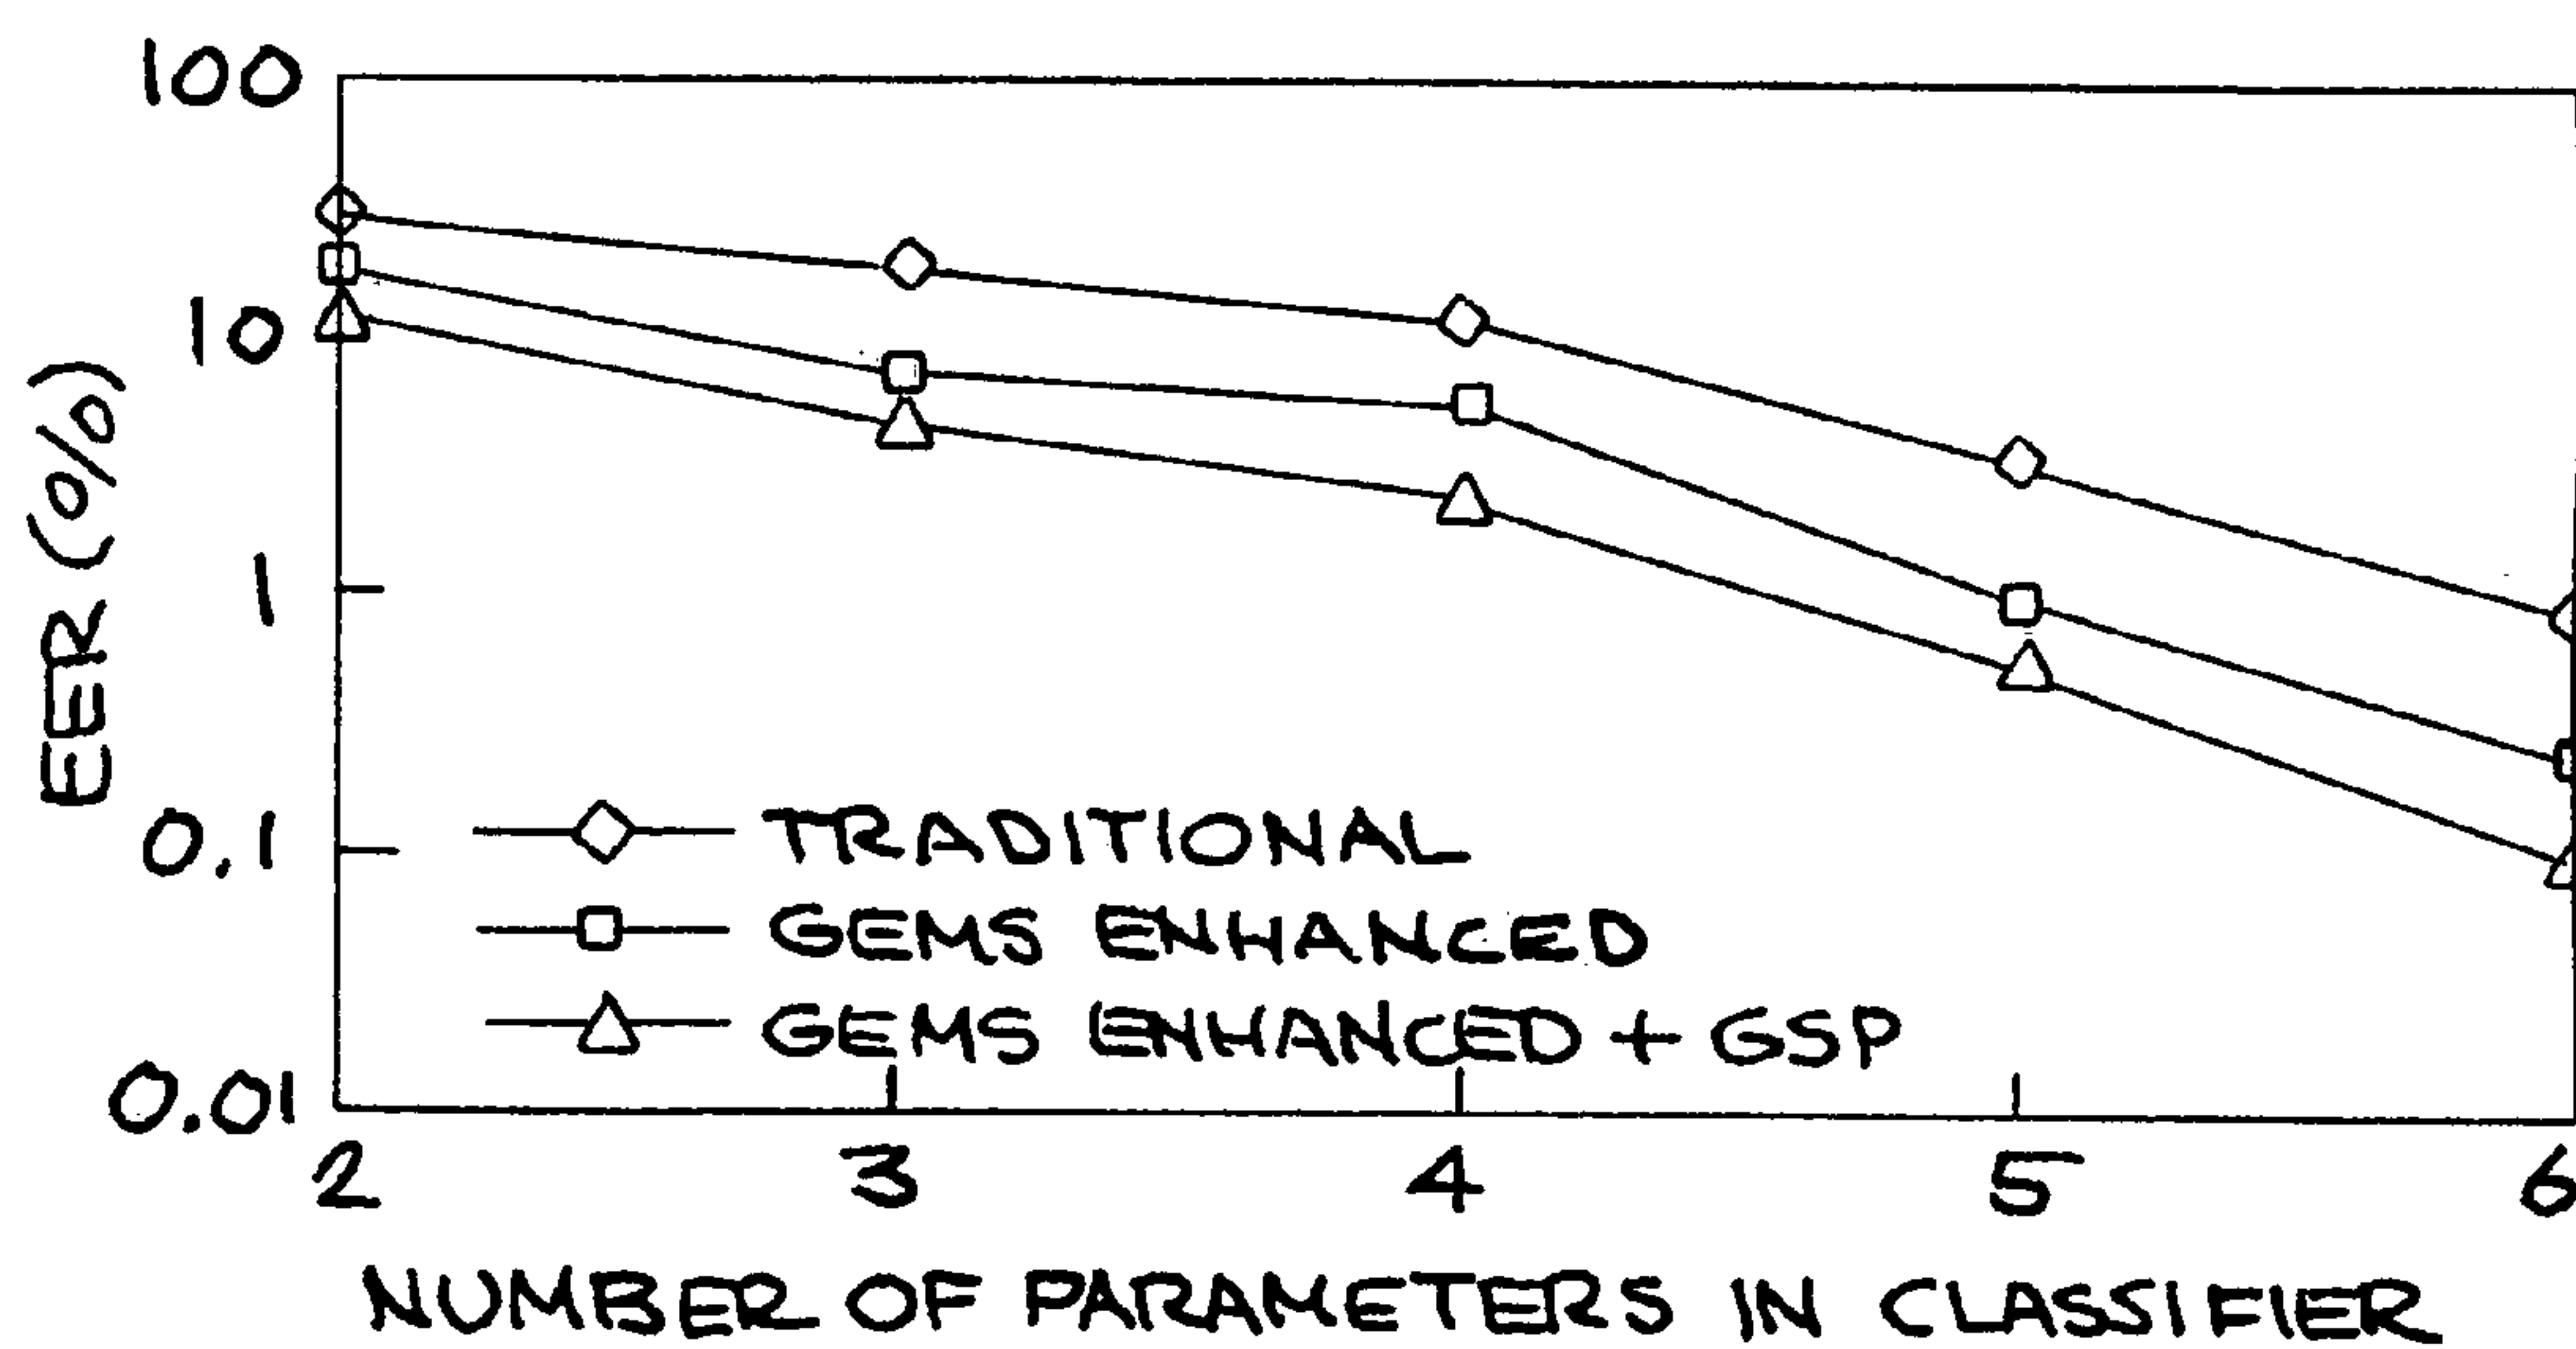 100
10
1
0.1
0.01
EER (%)
TRADITIONAL
GEMS ENHANCED
GEMS ENHANCED + GSP
2 3 4 5 6
NUMBER OF PARAMETERS IN CLASSIFIER